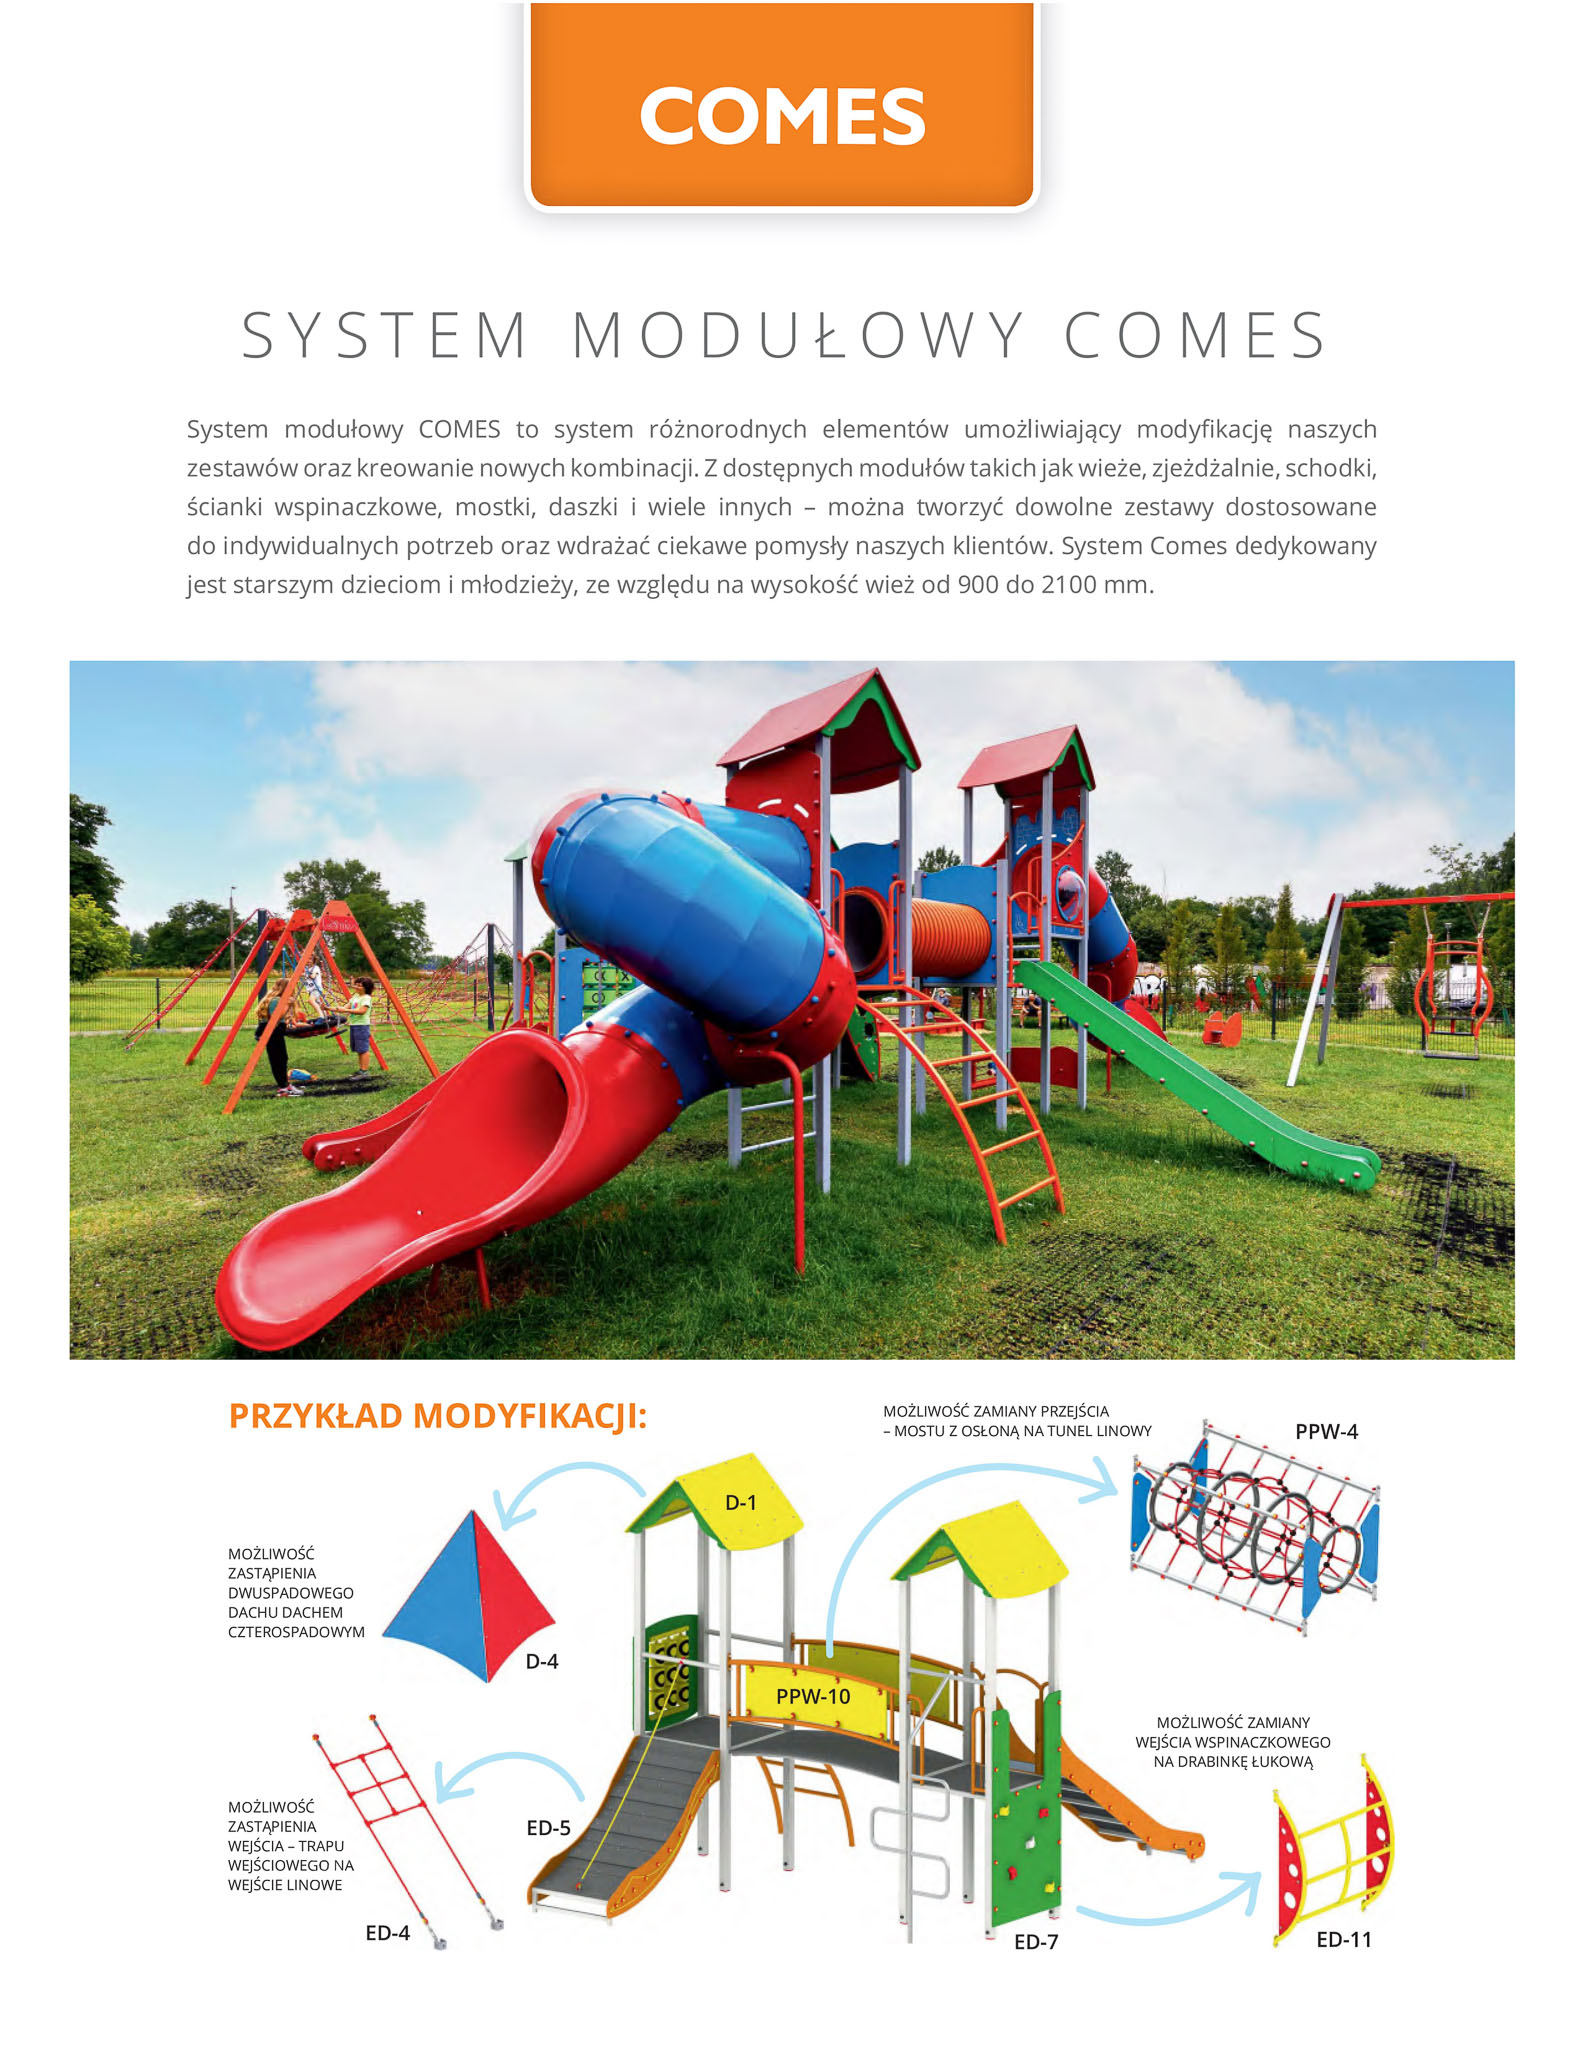 COMES
SYSTEM MODUŁOWY COMES
System modułowy COMES to system różnorodnych elementów umożliwiający modyfikację naszych
zestawów oraz kreowanie nowych kombinacji. Z dostępnych modułów takich jak wieże, zjeżdżalnie, schodki,
ścianki wspinaczkowe, mostki, daszki i wiele innych – można tworzyć dowolne zestawy dostosowane
do indywidualnych potrzeb oraz wdrażać ciekawe pomysły naszych klientów. System Comes dedykowany
jest starszym dzieciom i młodzieży, ze względu na wysokość wież od 900 do 2100 mm.
PRZYKŁAD MODYFIKACJI:
MOŻLIWOŚĆ ZAMIANY PRZEJŚCIA
– MOSTU Z OSŁONĄ NA TUNEL LINOWY
PPW-4
D-1
MOŻLIWOŚĆ
ZASTĄPIENIA
DWUSPADOWEGO
DACHU DACHEM
CZTEROSPADOWYM
D-4
PPW-10
MOŻLIWOŚĆ ZAMIANY
WEJŚCIA WSPINACZKOWEGO
NA DRABINKĘ ŁUKOWĄ
MOŻLIWOŚĆ
ZASTĄPIENIA
WEJŚCIA – TRAPU
WEJŚCIOWEGO NA
WEJŚCIE LINOWE
ED-5
ED-4
ED-7
ED-11